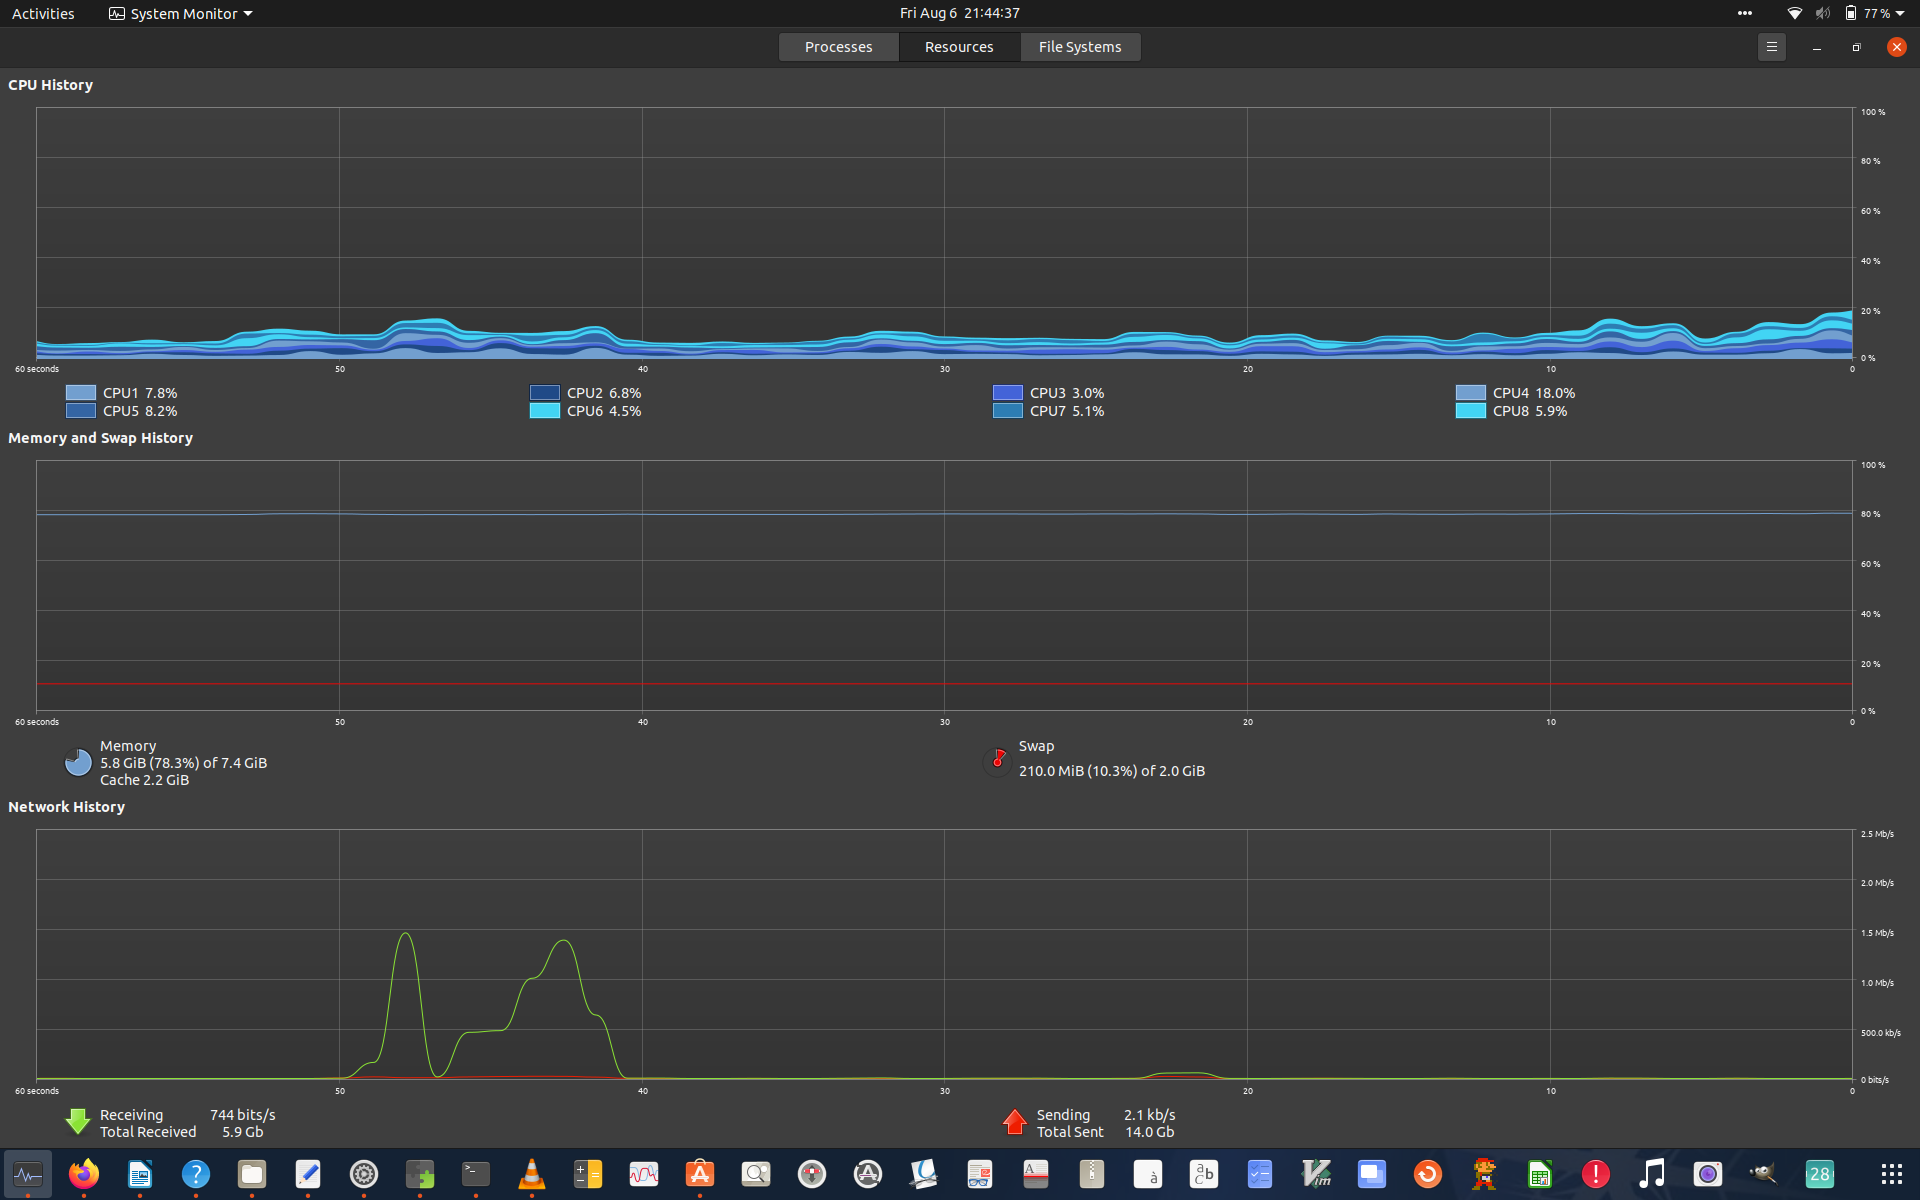 Activities System Monitor Fri Aug 6 21:44:37 77 %
Processes Resources File Systems
CPU History
100 %
80 %
60 %
40 %
20 %
0 %
60 seconds 50 40 30 20 10 0
CPU1 7.8% CPU2 6.8% CPU3 3.0% CPU4 18.0%
CPU5 8.2% CPU6 4.5% CPU7 5.1% CPU8 5.9%
Memory and Swap History
100 %
80 %
60 %
40 %
20 %
0 %
60 seconds 50 40 30 20 10 0
Memory Swap
5.8 GiB (78.3%) of 7.4 GiB 210.0 MiB (10.3%) of 2.0 GiB
Cache 2.2 GiB
Network History
2.5 Mb/s
2.0 Mb/s
1.5 Mb/s
1.0 Mb/s
500.0 kb/s
0 bits/s
60 seconds 50 40 30 20 10 0
Receiving 744 bits/s Sending 2.1 kb/s
Total Received 5.9 Gb Total Sent 14.0 Gb
? >_ A à a b c Vim ! 28